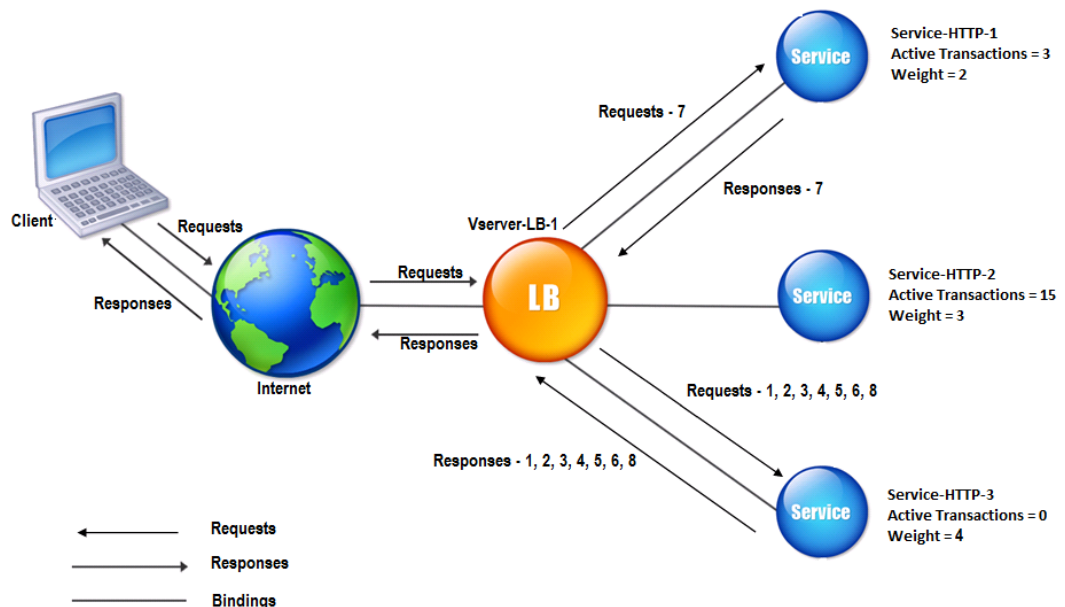 Service
Service-HTTP-1
Active Transactions = 3
Weight = 2
Requests - 7
Responses - 7
Client
Requests
Responses
Internet
Requests
Responses
Vserver-LB-1
LB
Service
Service-HTTP-2
Active Transactions = 15
Weight = 3
Requests - 1, 2, 3, 4, 5, 6, 8
Responses - 1, 2, 3, 4, 5, 6, 8
Service
Service-HTTP-3
Active Transactions = 0
Weight = 4
Requests
Responses
Bindings